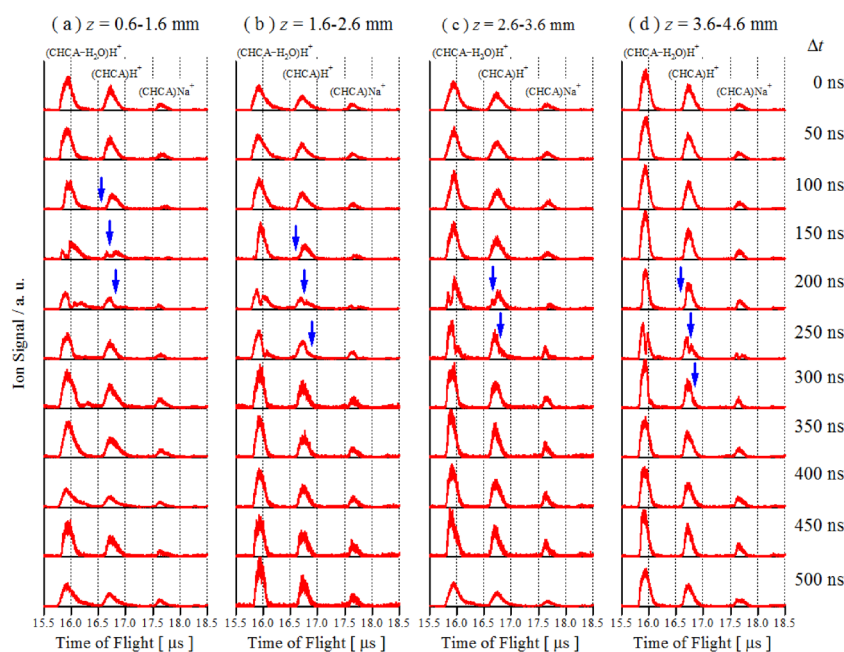 ( a ) z = 0.6-1.6 mm ( b ) z = 1.6-2.6 mm ( c ) z = 2.6-3.6 mm ( d ) z = 3.6-4.6 mm
(CHCA−H₂O)H⁺ (CHCA−H₂O)H⁺ (CHCA−H₂O)H⁺ (CHCA−H₂O)H⁺ Δt
(CHCA)H⁺ (CHCA)H⁺ (CHCA)H⁺ (CHCA)H⁺
(CHCA)Na⁺ (CHCA)Na⁺ (CHCA)Na⁺ (CHCA)Na⁺
0 ns
50 ns
100 ns
150 ns
200 ns
250 ns
300 ns
350 ns
400 ns
450 ns
500 ns
Ion Signal / a. u.
15.5 16.0 16.5 17.0 17.5 18.0 18.5 15.5 16.0 16.5 17.0 17.5 18.0 18.5 15.5 16.0 16.5 17.0 17.5 18.0 18.5 15.5 16.0 16.5 17.0 17.5 18.0 18.5
Time of Flight [ μs ] Time of Flight [ μs ] Time of Flight [ μs ] Time of Flight [ μs ]